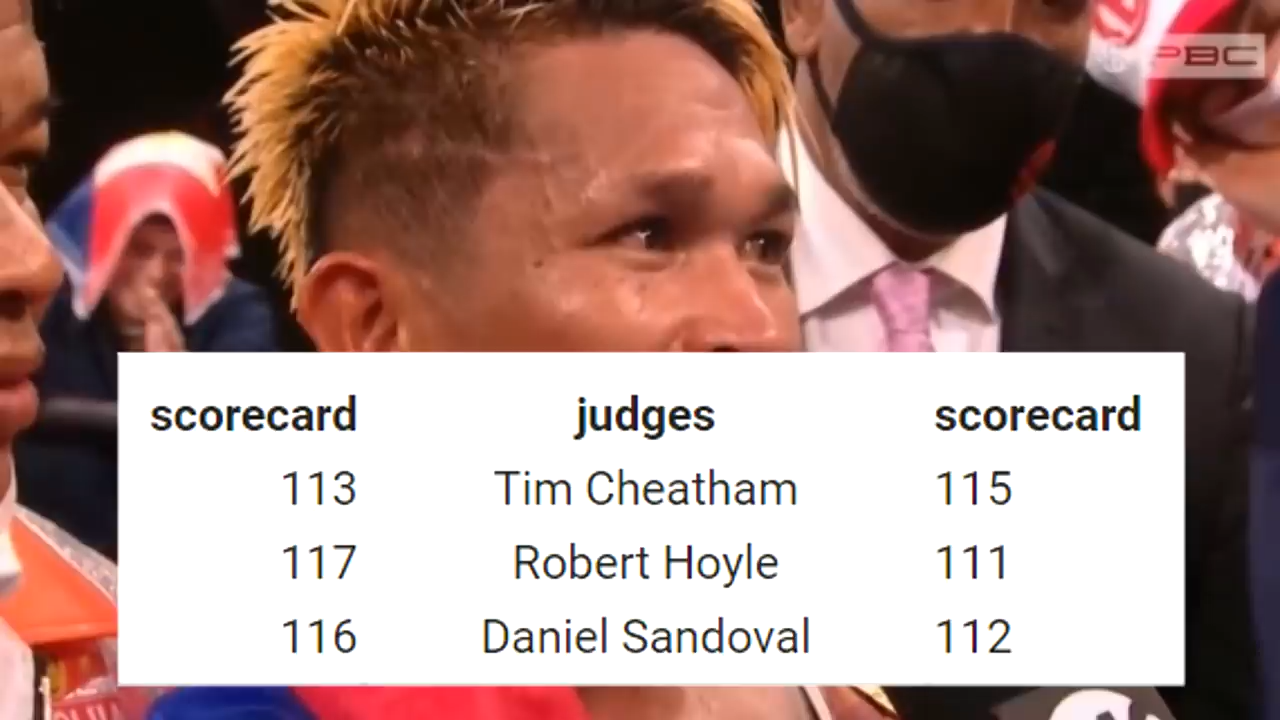 PBC
scorecard judges scorecard
113 Tim Cheatham 115
117 Robert Hoyle 111
116 Daniel Sandoval 112